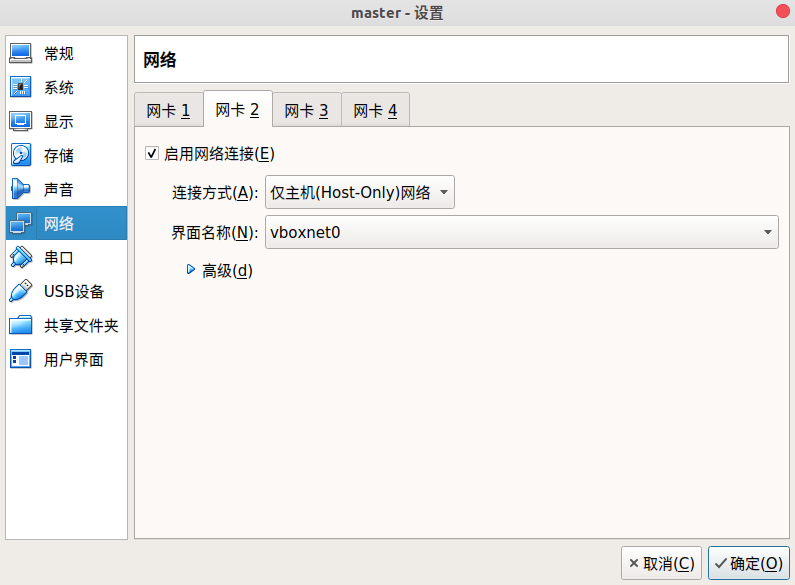 master - 设置
常规
系统
显示
存储
声音
网络
串口
USB设备
共享文件夹
用户界面
网络
网卡 1 网卡 2 网卡 3 网卡 4
启用网络连接(E)
连接方式(A): 仅主机(Host-Only)网络
界面名称(N): vboxnet0
高级(d)
取消(C) 确定(O)